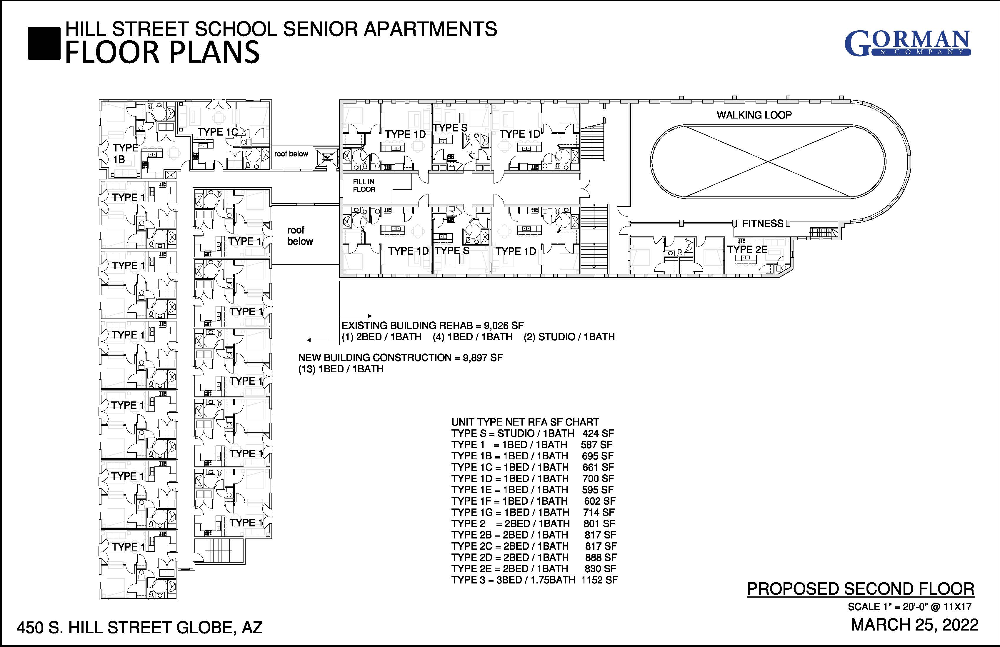 HILL STREET SCHOOL SENIOR APARTMENTS
FLOOR PLANS
GORMAN
& COMPANY
WALKING LOOP
TYPE 1C
TYPE S
TYPE 1D
TYPE 1D
TYPE
1B
roof below
FILL IN
FLOOR
TYPE 1
FITNESS
roof
below
TYPE 1
TYPE 1D
TYPE S
TYPE 1D
TYPE 2E
TYPE 1
TYPE 1
TYPE 1
TYPE 1
TYPE 1
TYPE 1
TYPE 1
TYPE 1
TYPE 1
TYPE 1
EXISTING BUILDING REHAB = 9,026 SF
(1) 2BED / 1BATH (4) 1BED / 1BATH (2) STUDIO / 1BATH
NEW BUILDING CONSTRUCTION = 9,897 SF
(13) 1BED / 1BATH
UNIT TYPE NET RFA SF CHART
TYPE S = STUDIO / 1BATH 424 SF
TYPE 1 = 1BED / 1BATH 587 SF
TYPE 1B = 1BED / 1BATH 695 SF
TYPE 1C = 1BED / 1BATH 661 SF
TYPE 1D = 1BED / 1BATH 700 SF
TYPE 1E = 1BED / 1BATH 595 SF
TYPE 1F = 1BED / 1BATH 602 SF
TYPE 1G = 1BED / 1BATH 714 SF
TYPE 2 = 2BED / 1BATH 801 SF
TYPE 2B = 2BED / 1BATH 817 SF
TYPE 2C = 2BED / 1BATH 817 SF
TYPE 2D = 2BED / 1BATH 888 SF
TYPE 2E = 2BED / 1BATH 830 SF
TYPE 3 = 3BED / 1.75BATH 1152 SF
PROPOSED SECOND FLOOR
SCALE 1" = 20'-0" @ 11X17
MARCH 25, 2022
450 S. HILL STREET GLOBE, AZ